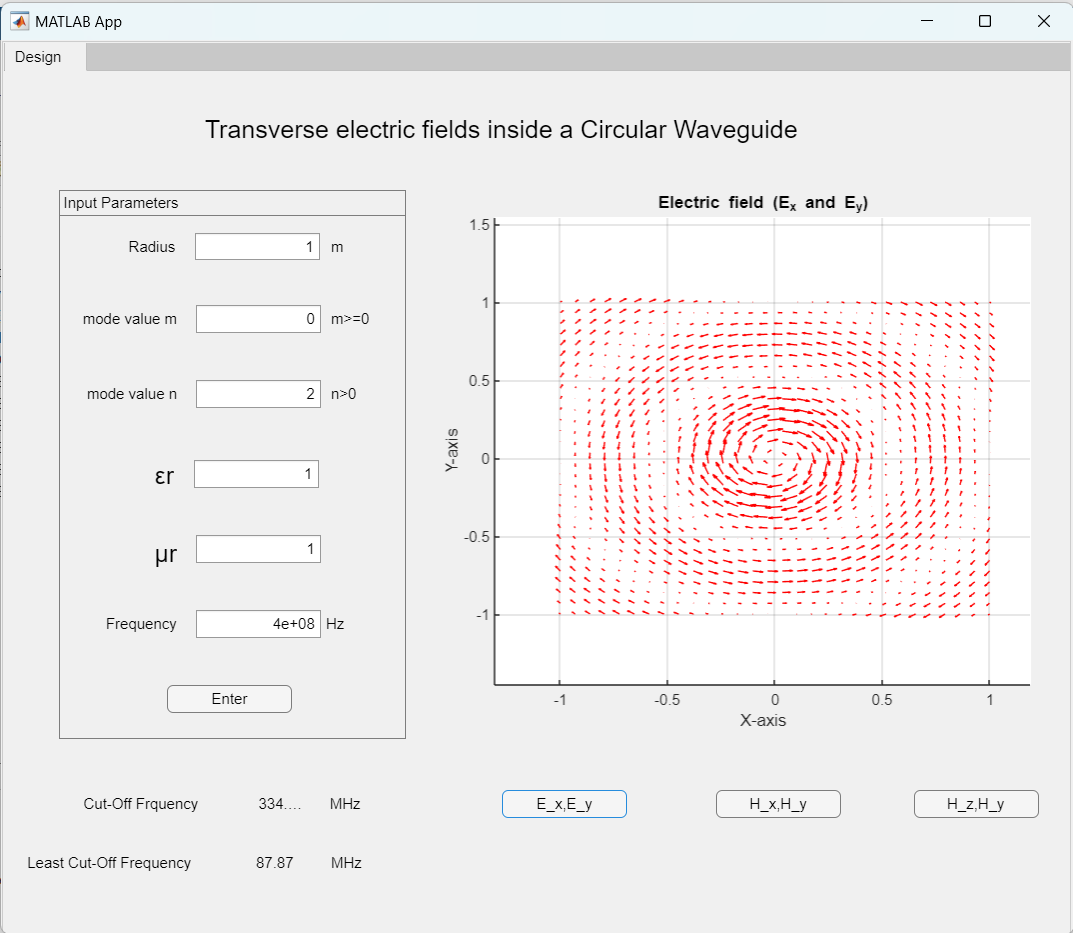 MATLAB App
Design
Transverse electric fields inside a Circular Waveguide
Input Parameters
Radius 1 m
mode value m 0 m>=0
mode value n 2 n>0
εr 1
μr 1
Frequency 4e+08 Hz
Enter
Cut-Off Frquency 334.... MHz
Least Cut-Off Frequency 87.87 MHz
Electric field (Ex and Ey)
1.5
1
0.5
0
-0.5
-1
Y-axis
-1 -0.5 0 0.5 1
X-axis
E_x,E_y H_x,H_y H_z,H_y